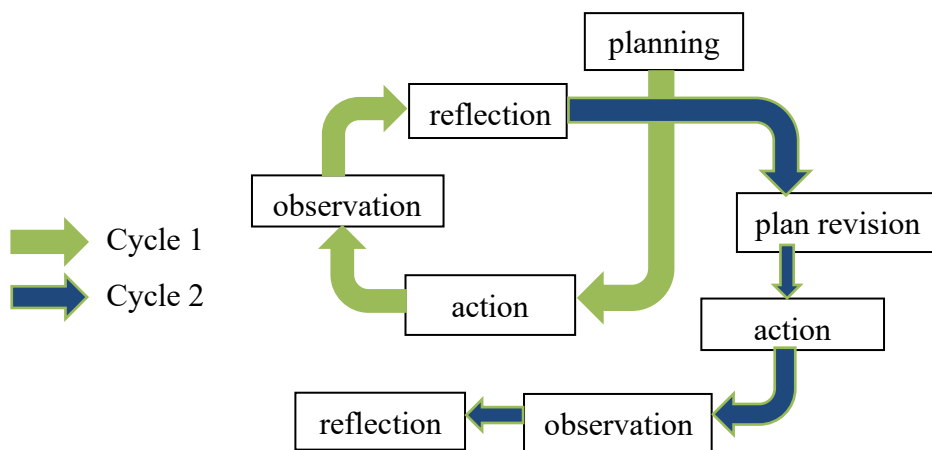 planning
reflection
observation
plan revision
Cycle 1
Cycle 2
action
action
reflection
observation